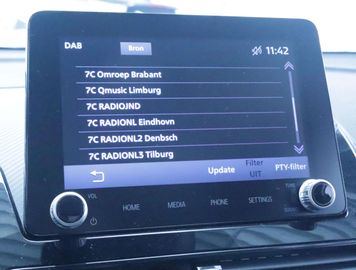 DAB Bron 11:42
7C Omroep Brabant
7C Qmusic Limburg
7C RADIOJND
7C RADIONL Eindhovn
7C RADIONL2 Denbsch
7C RADIONL3 Tilburg
Update Filter UIT PTY-filter
VOL HOME MEDIA PHONE SETTINGS TUNE